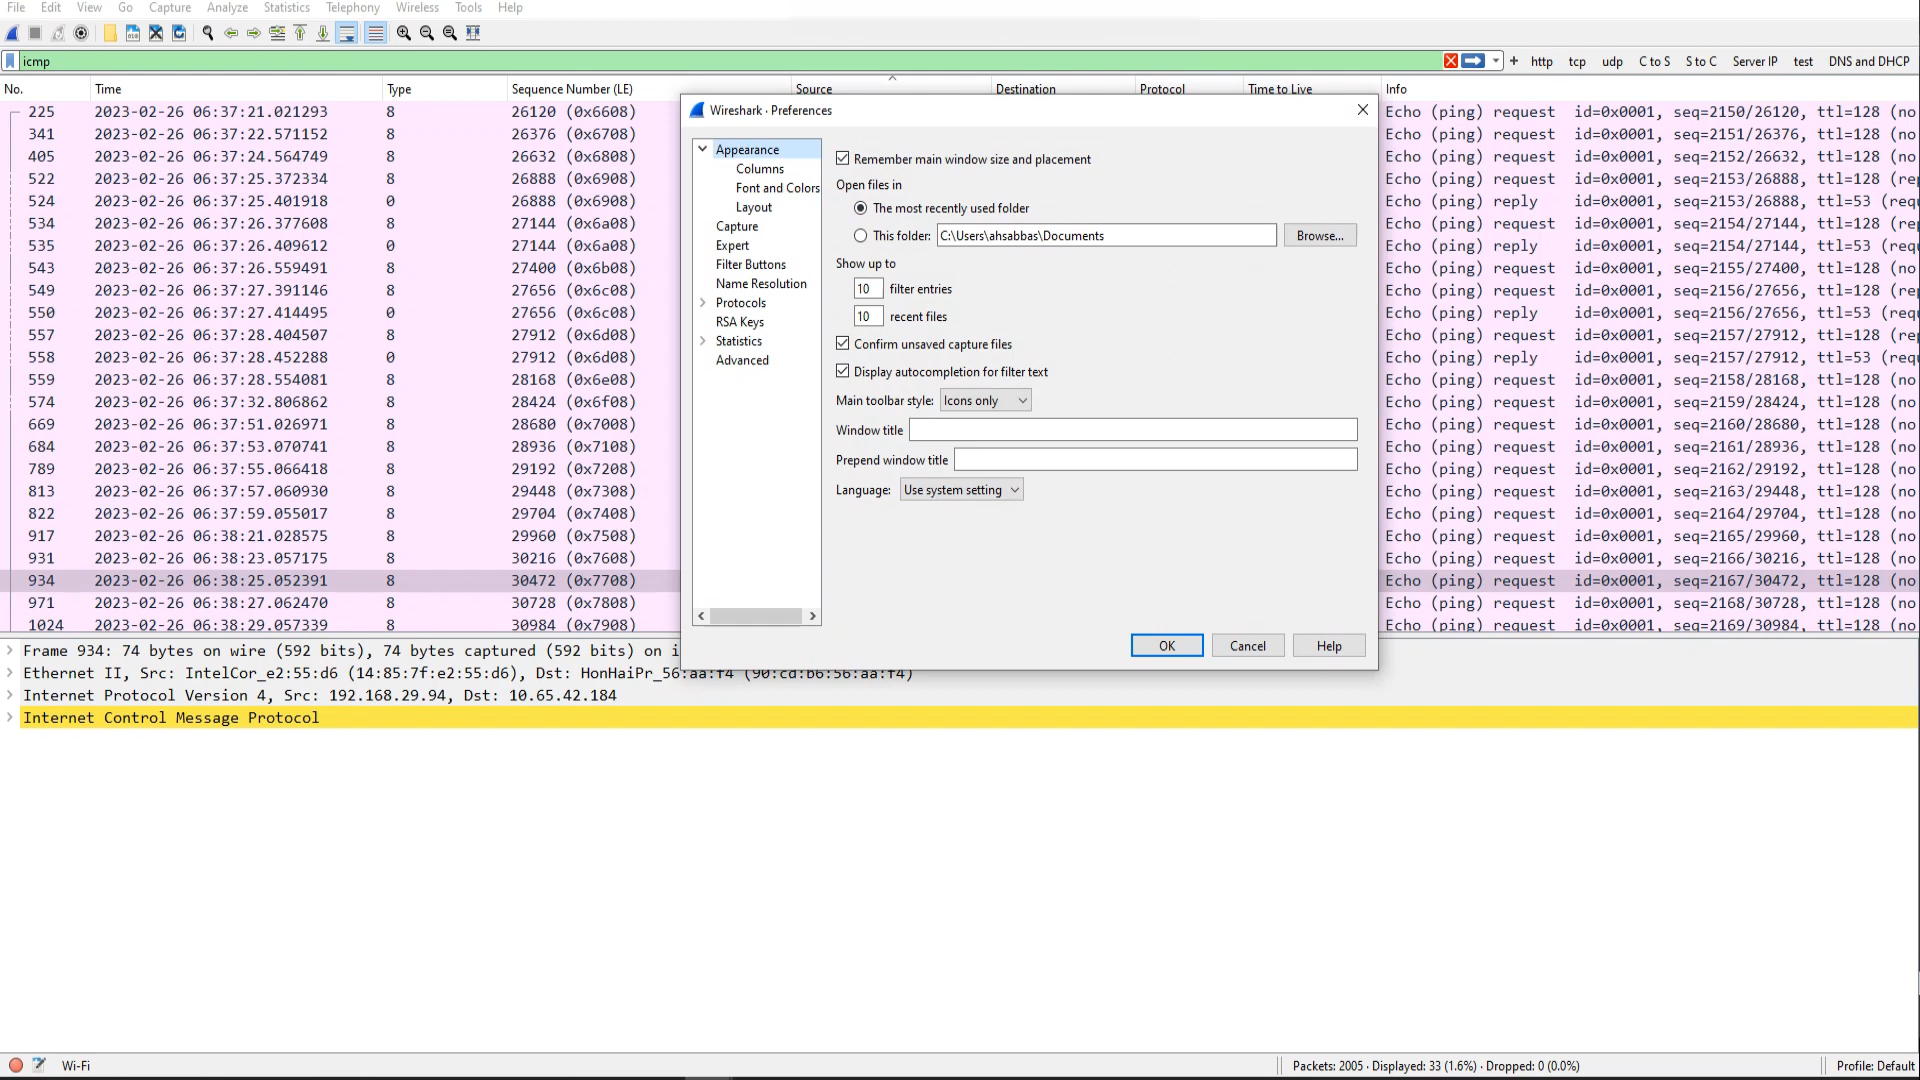 File Edit View Go Capture Analyze Statistics Telephony Wireless Tools Help
icmp
+ http tcp udp C to S S to C Server IP test DNS and DHCP
No. Time Type Sequence Number (LE) Source Destination Protocol Time to Live Info
225 2023-02-26 06:37:21.021293 8 26120 (0x6608) Echo (ping) request id=0x0001, seq=2150/26120, ttl=128 (no
341 2023-02-26 06:37:22.571152 8 26376 (0x6708) Echo (ping) request id=0x0001, seq=2151/26376, ttl=128 (no
405 2023-02-26 06:37:24.564749 8 26632 (0x6808) Echo (ping) request id=0x0001, seq=2152/26632, ttl=128 (no
522 2023-02-26 06:37:25.372334 8 26888 (0x6908) Echo (ping) request id=0x0001, seq=2153/26888, ttl=128 (rep
524 2023-02-26 06:37:25.401918 0 26888 (0x6908) Echo (ping) reply id=0x0001, seq=2153/26888, ttl=53 (requ
534 2023-02-26 06:37:26.377608 8 27144 (0x6a08) Echo (ping) request id=0x0001, seq=2154/27144, ttl=128 (rep
535 2023-02-26 06:37:26.409612 0 27144 (0x6a08) Echo (ping) reply id=0x0001, seq=2154/27144, ttl=53 (requ
543 2023-02-26 06:37:26.559491 8 27400 (0x6b08) Echo (ping) request id=0x0001, seq=2155/27400, ttl=128 (no
549 2023-02-26 06:37:27.391146 8 27656 (0x6c08) Echo (ping) request id=0x0001, seq=2156/27656, ttl=128 (rep
550 2023-02-26 06:37:27.414495 0 27656 (0x6c08) Echo (ping) reply id=0x0001, seq=2156/27656, ttl=53 (requ
557 2023-02-26 06:37:28.404507 8 27912 (0x6d08) Echo (ping) request id=0x0001, seq=2157/27912, ttl=128 (rep
558 2023-02-26 06:37:28.452288 0 27912 (0x6d08) Echo (ping) reply id=0x0001, seq=2157/27912, ttl=53 (requ
559 2023-02-26 06:37:28.554081 8 28168 (0x6e08) Echo (ping) request id=0x0001, seq=2158/28168, ttl=128 (no
574 2023-02-26 06:37:32.806862 8 28424 (0x6f08) Echo (ping) request id=0x0001, seq=2159/28424, ttl=128 (no
669 2023-02-26 06:37:51.026971 8 28680 (0x7008) Echo (ping) request id=0x0001, seq=2160/28680, ttl=128 (no
684 2023-02-26 06:37:53.070741 8 28936 (0x7108) Echo (ping) request id=0x0001, seq=2161/28936, ttl=128 (no
789 2023-02-26 06:37:55.066418 8 29192 (0x7208) Echo (ping) request id=0x0001, seq=2162/29192, ttl=128 (no
813 2023-02-26 06:37:57.060930 8 29448 (0x7308) Echo (ping) request id=0x0001, seq=2163/29448, ttl=128 (no
822 2023-02-26 06:37:59.055017 8 29704 (0x7408) Echo (ping) request id=0x0001, seq=2164/29704, ttl=128 (no
917 2023-02-26 06:38:21.028575 8 29960 (0x7508) Echo (ping) request id=0x0001, seq=2165/29960, ttl=128 (no
931 2023-02-26 06:38:23.057175 8 30216 (0x7608) Echo (ping) request id=0x0001, seq=2166/30216, ttl=128 (no
934 2023-02-26 06:38:25.052391 8 30472 (0x7708) Echo (ping) request id=0x0001, seq=2167/30472, ttl=128 (no
971 2023-02-26 06:38:27.062470 8 30728 (0x7808) Echo (ping) request id=0x0001, seq=2168/30728, ttl=128 (no
1024 2023-02-26 06:38:29.057339 8 30984 (0x7908) Echo (ping) request id=0x0001, seq=2169/30984, ttl=128 (no
Wireshark · Preferences
Appearance
Columns
Font and Colors
Layout
Capture
Expert
Filter Buttons
Name Resolution
Protocols
RSA Keys
Statistics
Advanced
Remember main window size and placement
Open files in
The most recently used folder
This folder: C:\Users\ahsabbas\Documents Browse...
Show up to
10 filter entries
10 recent files
Confirm unsaved capture files
Display autocompletion for filter text
Main toolbar style: Icons only
Window title
Prepend window title
Language: Use system setting
OK Cancel Help
Frame 934: 74 bytes on wire (592 bits), 74 bytes captured (592 bits) on i
Ethernet II, Src: IntelCor_e2:55:d6 (14:85:7f:e2:55:d6), Dst: HonHaiPr_56:aa:f4 (90:cd:b6:56:aa:f4)
Internet Protocol Version 4, Src: 192.168.29.94, Dst: 10.65.42.184
Internet Control Message Protocol
Wi-Fi
Packets: 2005 · Displayed: 33 (1.6%) · Dropped: 0 (0.0%)
Profile: Default